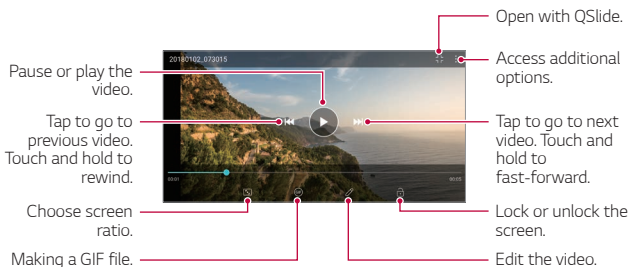 Open with QSlide.
20180102_073015
Access additional
options.
Pause or play the
video.
Tap to go to
previous video.
Touch and hold to
rewind.
Tap to go to next
video. Touch and
hold to
fast-forward.
00:01
00:05
GIF
Choose screen
ratio.
Lock or unlock the
screen.
Making a GIF file.
Edit the video.